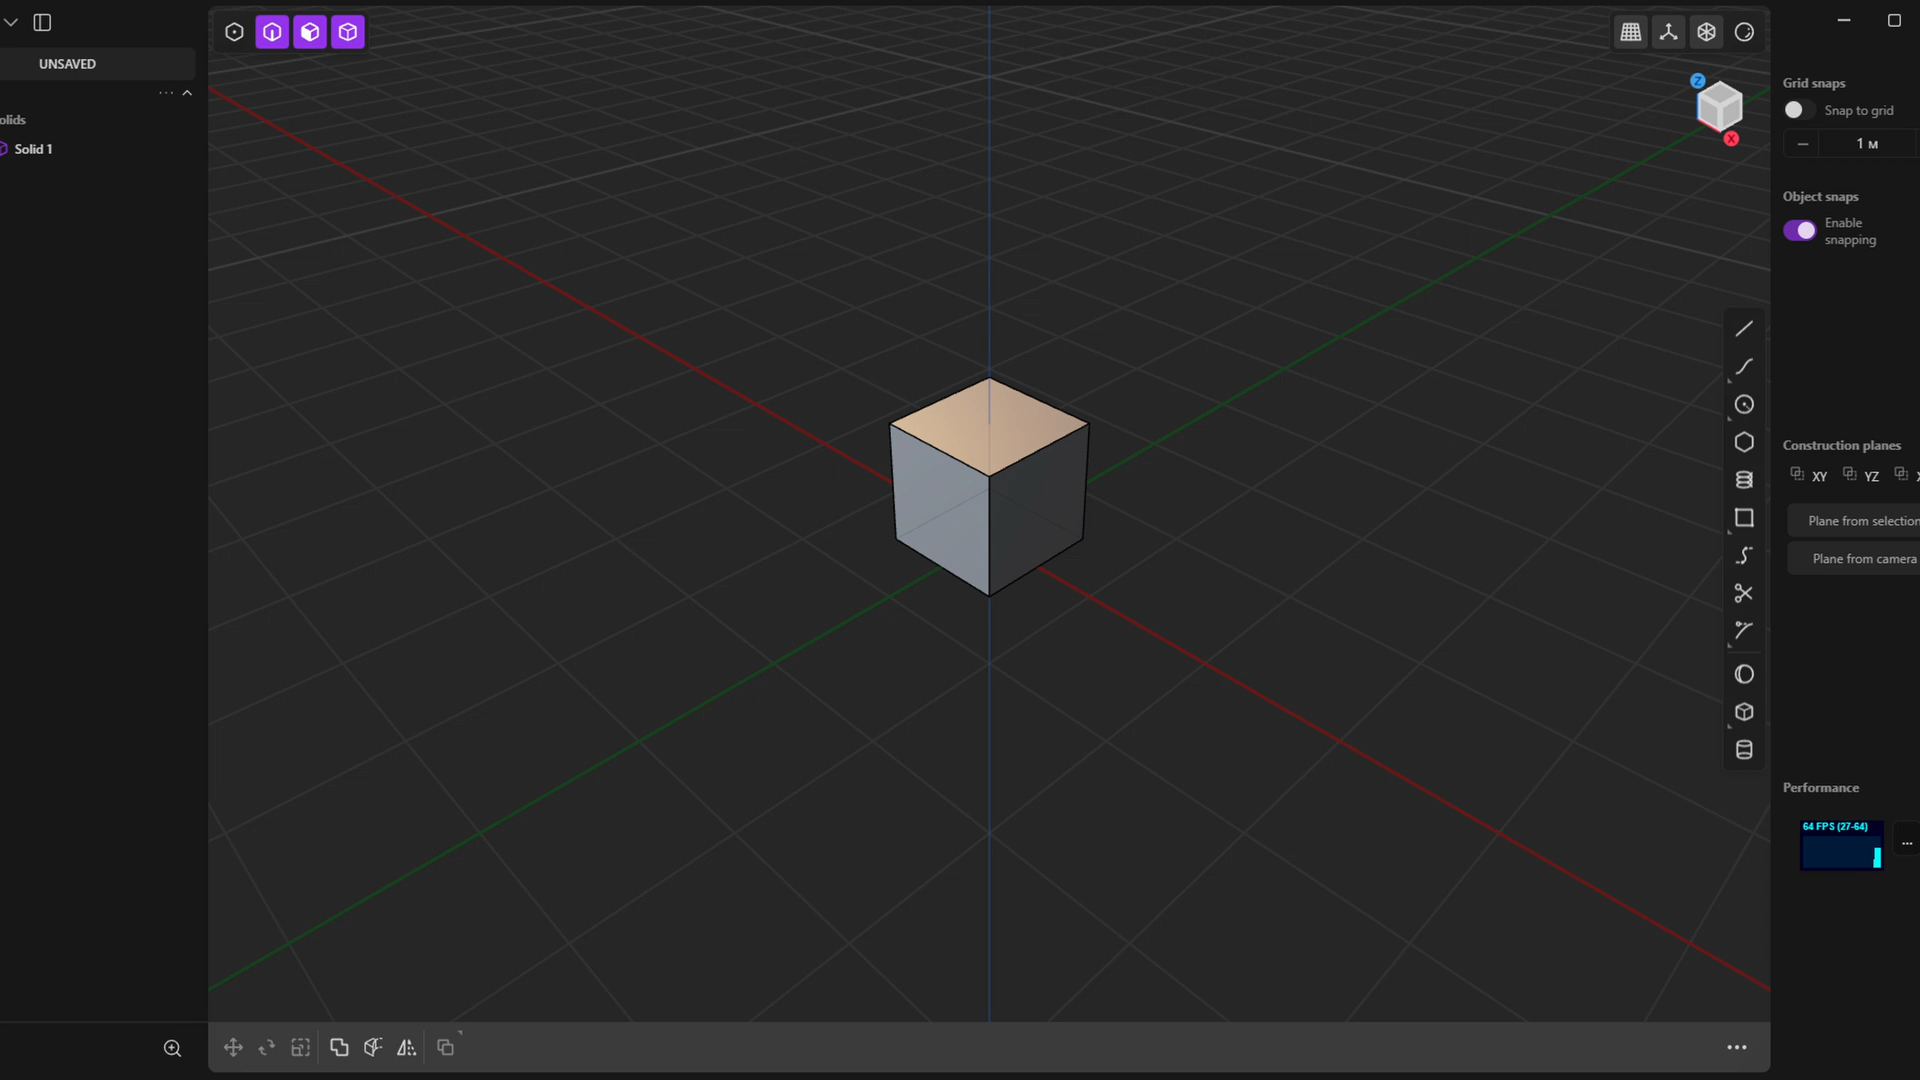 UNSAVED
...
olids
Solid 1
Z
X
Grid snaps
Snap to grid
1 м
Object snaps
Enable
snapping
Construction planes
XY YZ X
Plane from selection
Plane from camera
Performance
64 FPS (27-64)
...